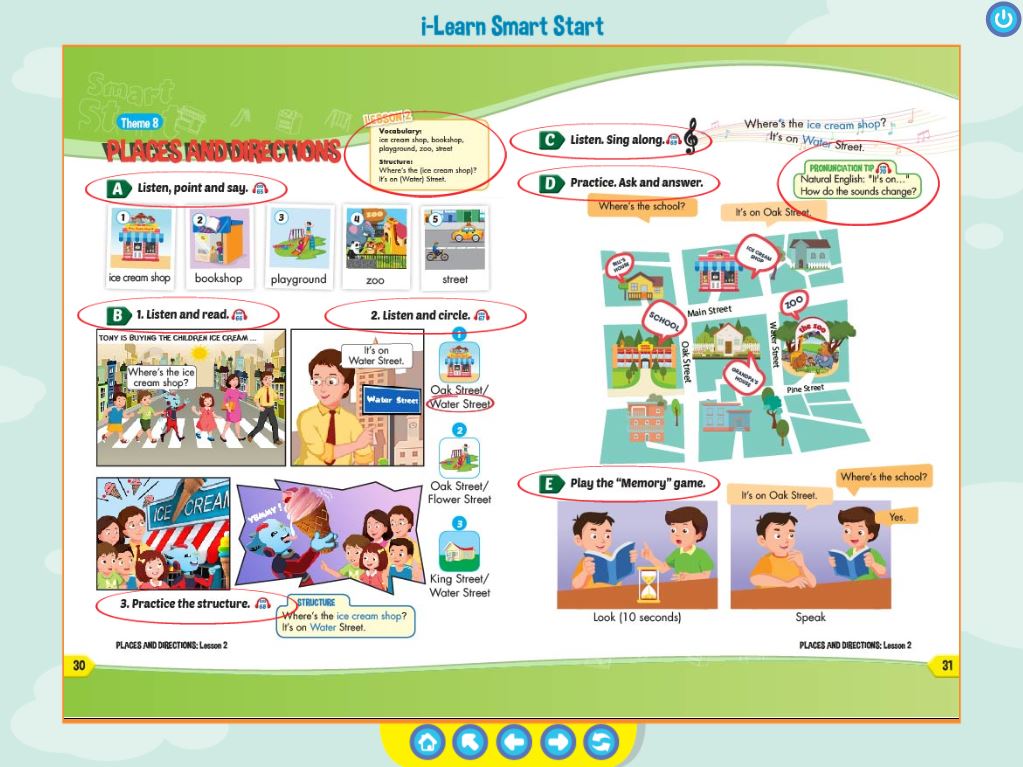 i-Learn Smart Start
Smart
Start
Theme 8
PLACES AND DIRECTIONS
LESSON 2
Vocabulary:
ice cream shop, bookshop,
playground, zoo, street
Structure:
Where's the (ice cream shop)?
It's on (Water) Street.
A Listen, point and say. 65
1
2
3
4
ZOO
5
ice cream shop
bookshop
playground
zoo
street
B 1. Listen and read. 66
TONY IS BUYING THE CHILDREN ICE CREAM ...
Where's the ice
cream shop?
It's on
Water Street.
Water Street
ICE CREAM
YEMMY!
2. Listen and circle. 67
1
Oak Street/
Water Street
2
Oak Street/
Flower Street
3
King Street/
Water Street
3. Practice the structure. 68
STRUCTURE
Where's the ice cream shop?
It's on Water Street.
PLACES AND DIRECTIONS: Lesson 2
30
C Listen. Sing along. 69
Where's the ice cream shop?
It's on Water Street.
D Practice. Ask and answer.
PRONUNCIATION TIP 70
Natural English: "It's on..."
How do the sounds change?
Where's the school?
It's on Oak Street.
BILL'S
HOUSE
ICE CREAM
SHOP
SCHOOL
Main Street
ZOO
the zoo
Oak Street
Water Street
GRANDPA'S
HOUSE
Pine Street
E Play the “Memory” game.
Where's the school?
It's on Oak Street.
Yes.
Look (10 seconds)
Speak
PLACES AND DIRECTIONS: Lesson 2
31